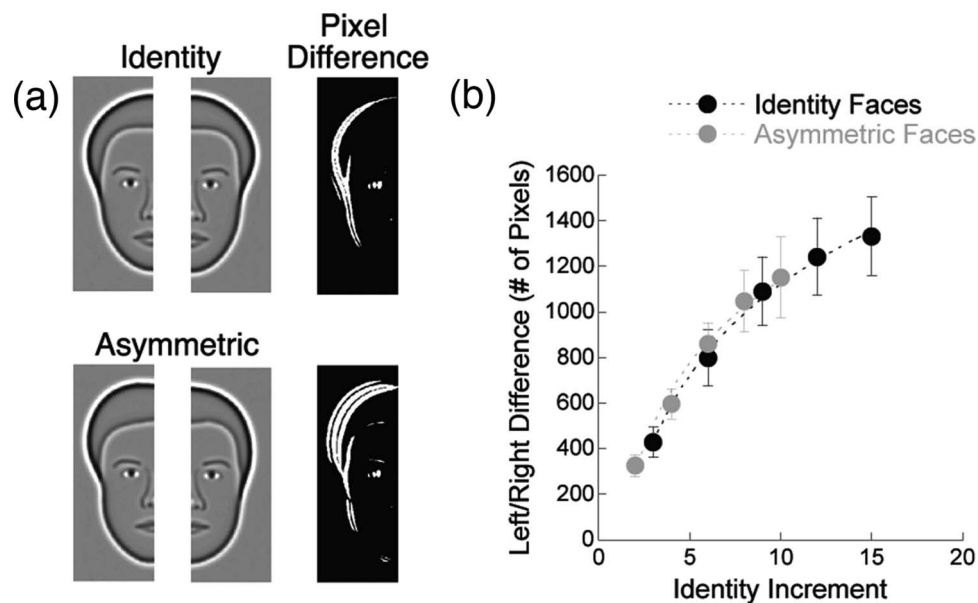 (a)
Identity
Pixel
Difference
Asymmetric
(b)
Identity Faces
Asymmetric Faces
Left/Right Difference (# of Pixels)
1600
1400
1200
1000
800
600
400
200
0
0 5 10 15 20
Identity Increment